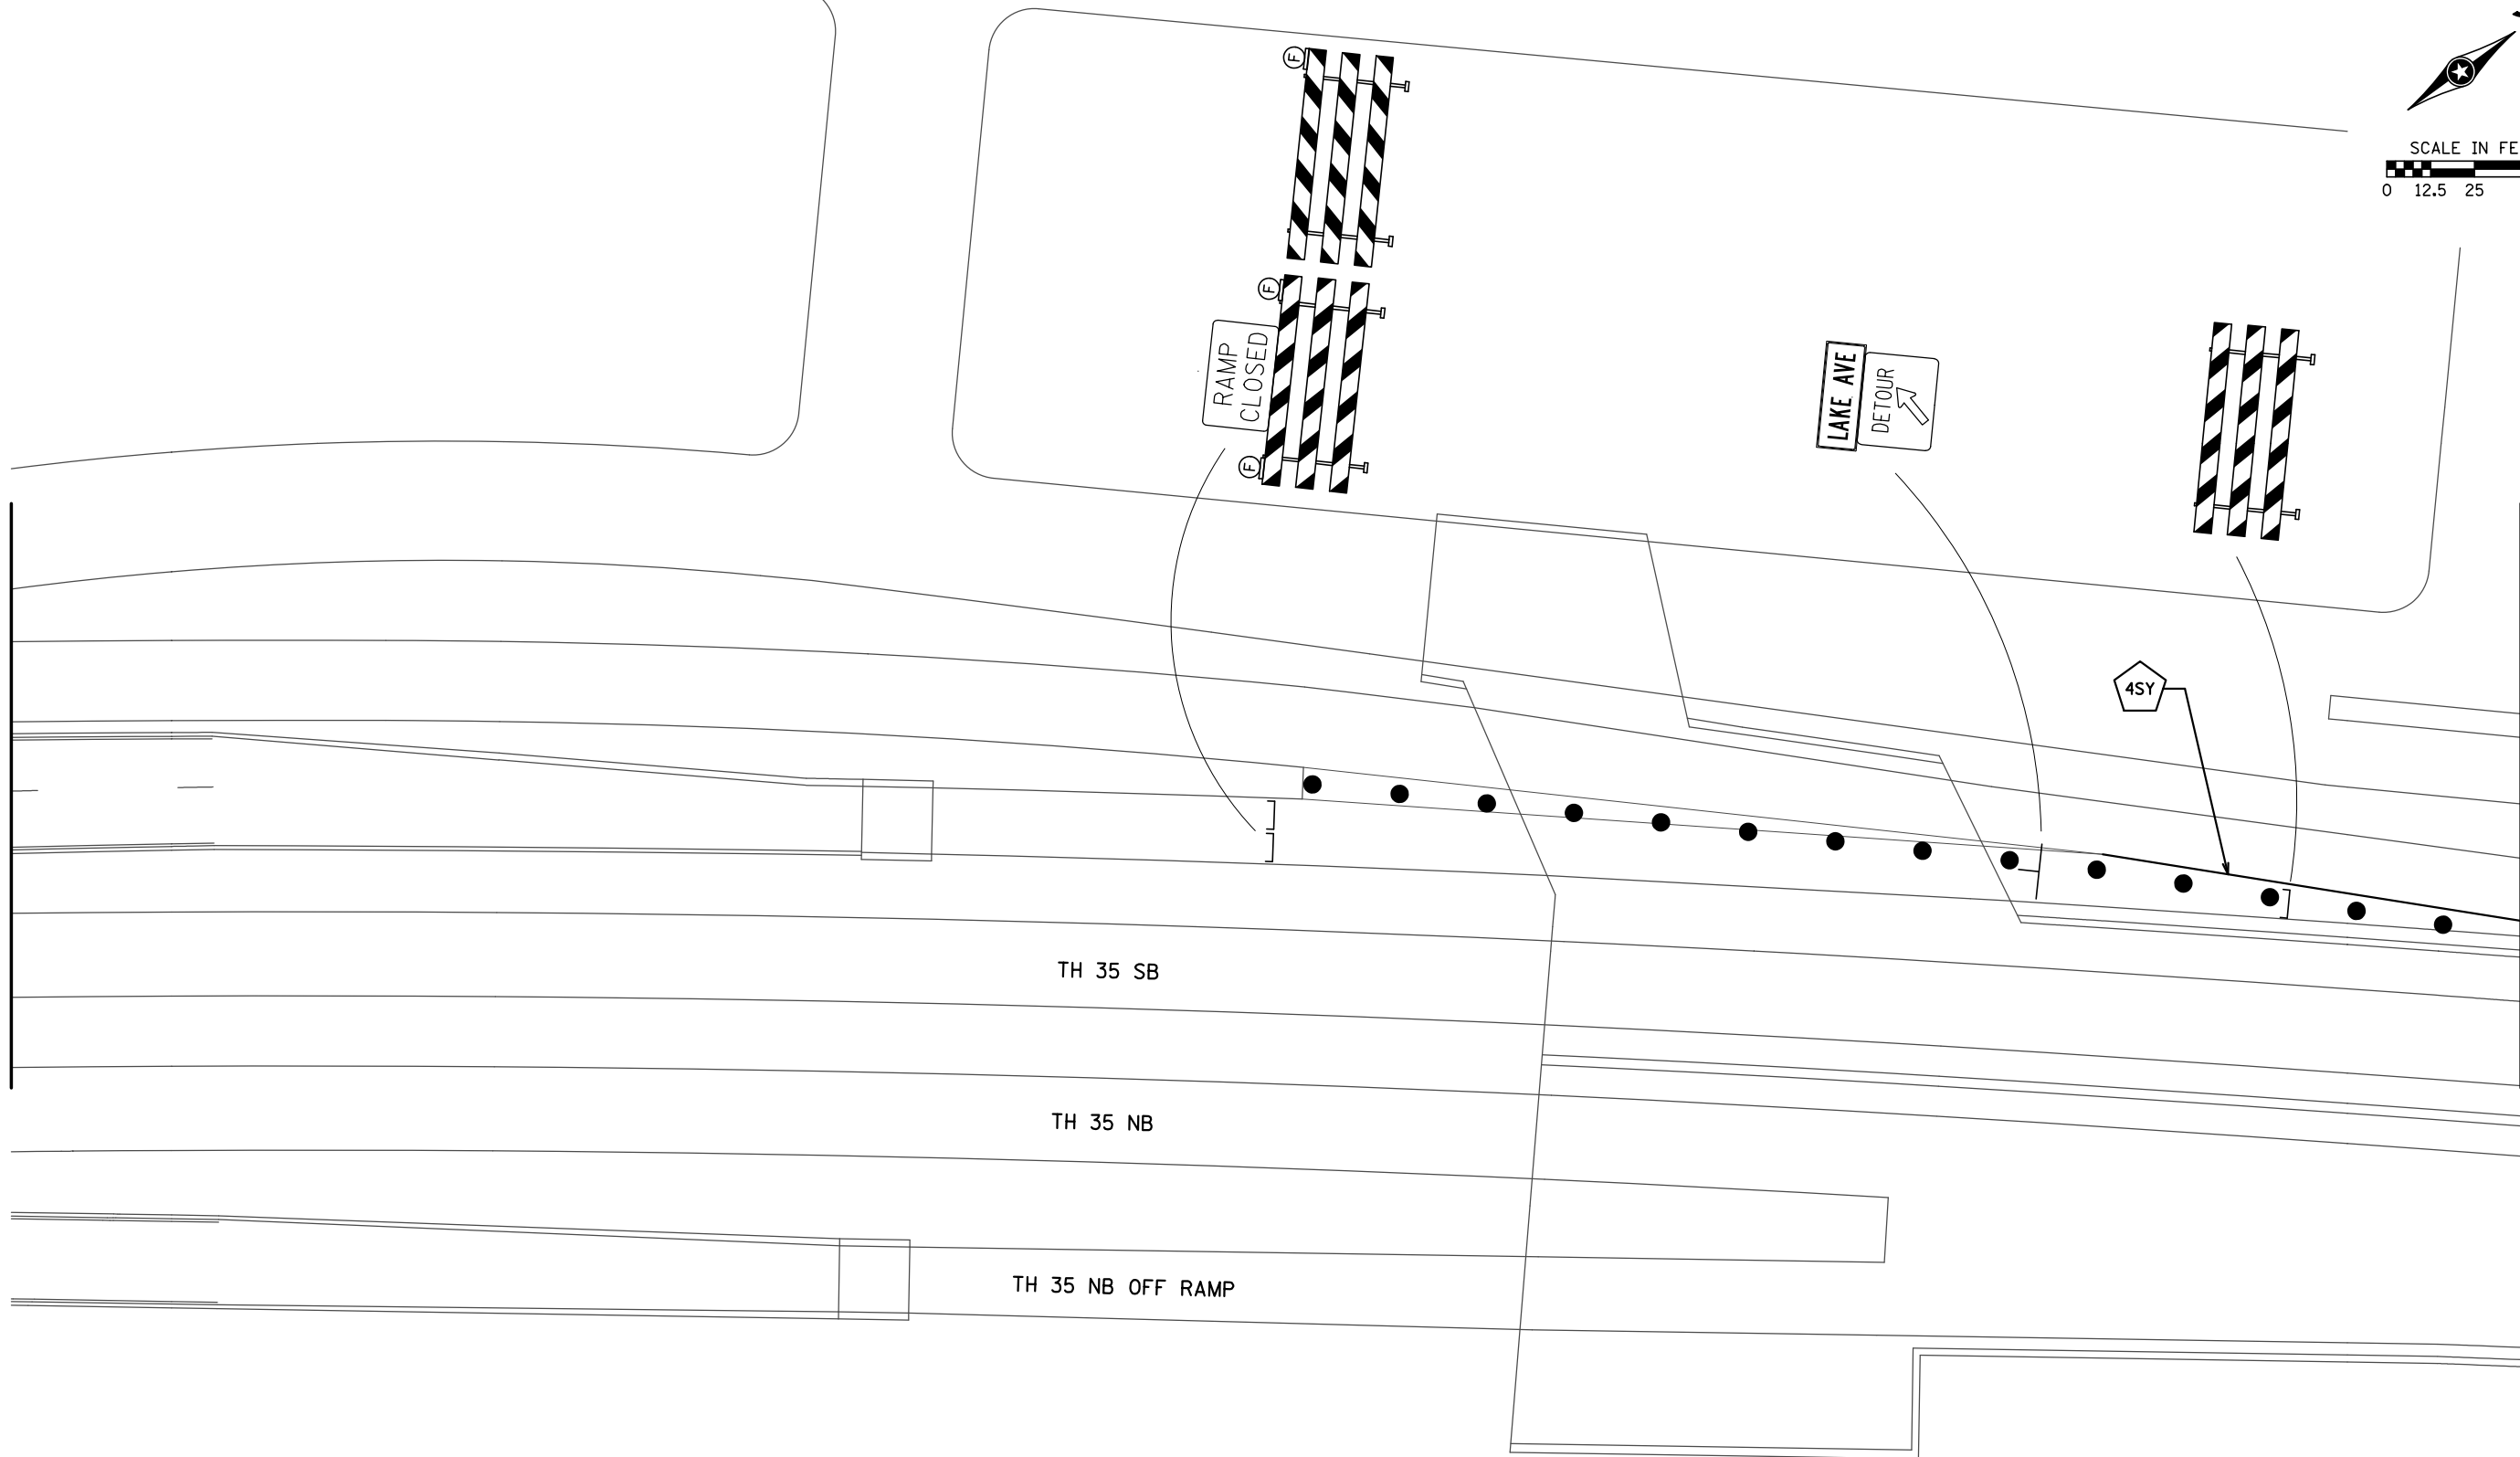 F
F
F
RAMP
CLOSED
LAKE AVE
DETOUR
SCALE IN FE
0 12.5 25
4SY
TH 35 SB
TH 35 NB
TH 35 NB OFF RAMP